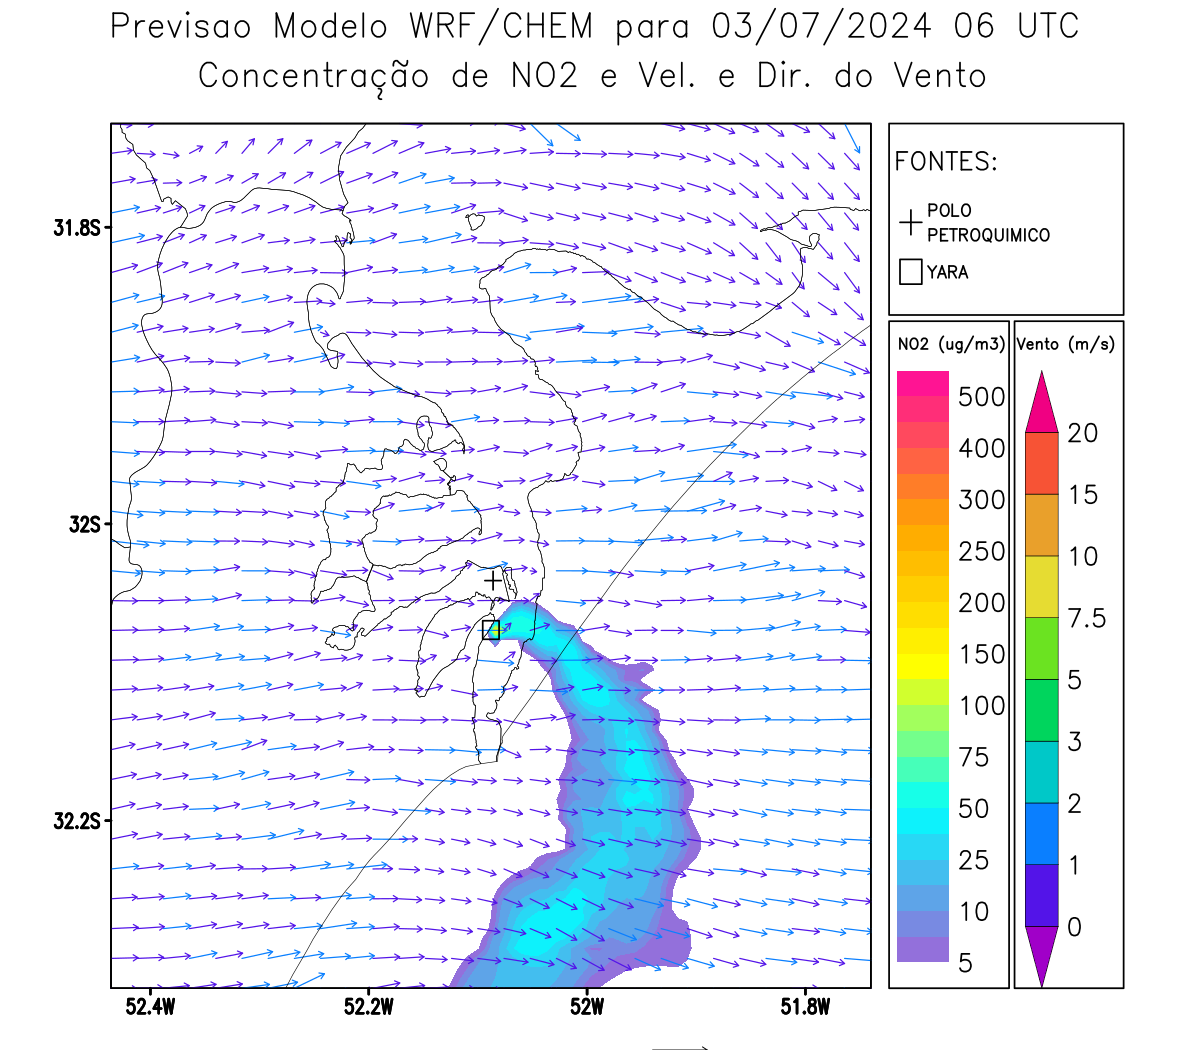 Previsao Modelo WRF/CHEM para 03/07/2024 06 UTC
Concentração de NO2 e Vel. e Dir. do Vento
FONTES:
POLO
PETROQUIMICO
YARA
NO2 (ug/m3)
500
400
300
250
200
150
100
75
50
25
10
5
Vento (m/s)
20
15
10
7.5
5
3
2
1
0
31.8S
32S
32.2S
52.4W 52.2W 52W 51.8W